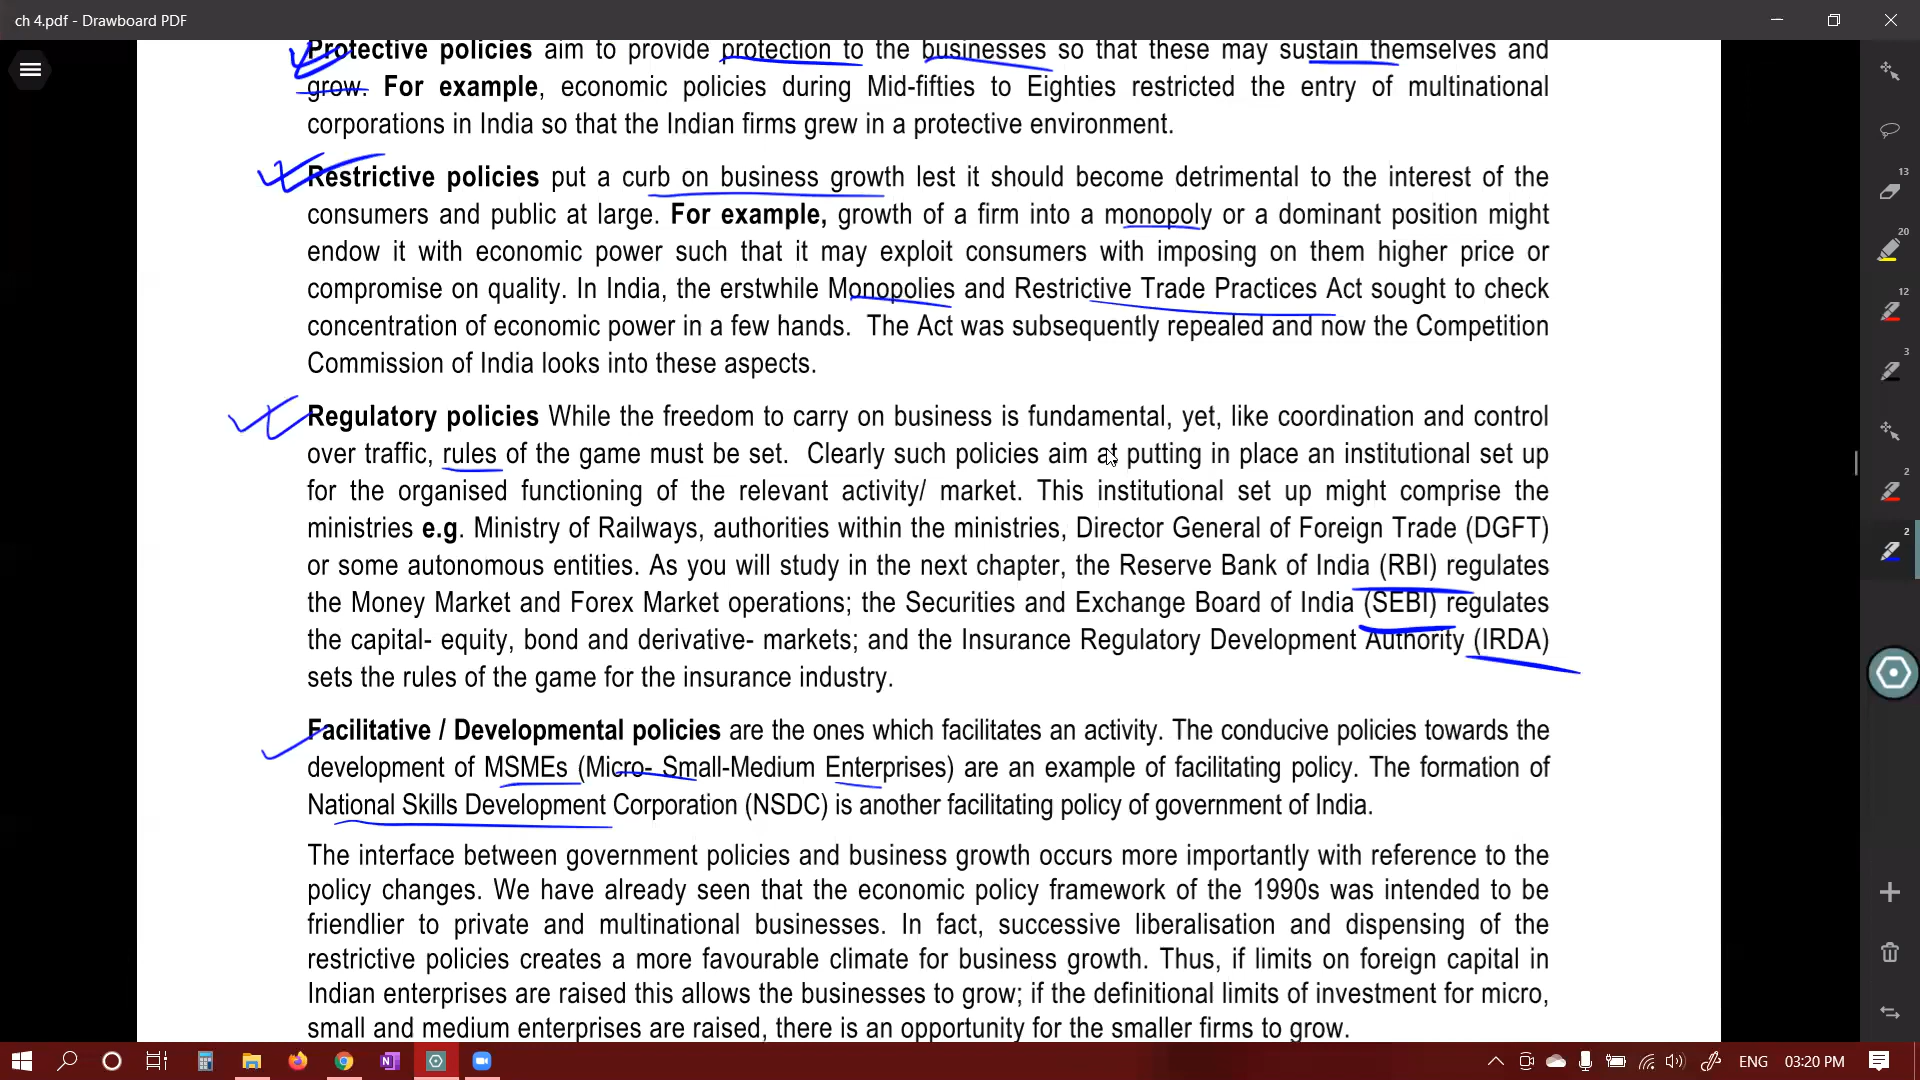 ch 4.pdf - Drawboard PDF
Protective policies aim to provide protection to the businesses so that these may sustain themselves and
grow. For example, economic policies during Mid-fifties to Eighties restricted the entry of multinational
corporations in India so that the Indian firms grew in a protective environment.
Restrictive policies put a curb on business growth lest it should become detrimental to the interest of the
consumers and public at large. For example, growth of a firm into a monopoly or a dominant position might
endow it with economic power such that it may exploit consumers with imposing on them higher price or
compromise on quality. In India, the erstwhile Monopolies and Restrictive Trade Practices Act sought to check
concentration of economic power in a few hands. The Act was subsequently repealed and now the Competition
Commission of India looks into these aspects.
Regulatory policies While the freedom to carry on business is fundamental, yet, like coordination and control
over traffic, rules of the game must be set. Clearly such policies aim at putting in place an institutional set up
for the organised functioning of the relevant activity/ market. This institutional set up might comprise the
ministries e.g. Ministry of Railways, authorities within the ministries, Director General of Foreign Trade (DGFT)
or some autonomous entities. As you will study in the next chapter, the Reserve Bank of India (RBI) regulates
the Money Market and Forex Market operations; the Securities and Exchange Board of India (SEBI) regulates
the capital- equity, bond and derivative- markets; and the Insurance Regulatory Development Authority (IRDA)
sets the rules of the game for the insurance industry.
Facilitative / Developmental policies are the ones which facilitates an activity. The conducive policies towards the
development of MSMEs (Micro- Small-Medium Enterprises) are an example of facilitating policy. The formation of
National Skills Development Corporation (NSDC) is another facilitating policy of government of India.
The interface between government policies and business growth occurs more importantly with reference to the
policy changes. We have already seen that the economic policy framework of the 1990s was intended to be
friendlier to private and multinational businesses. In fact, successive liberalisation and dispensing of the
restrictive policies creates a more favourable climate for business growth. Thus, if limits on foreign capital in
Indian enterprises are raised this allows the businesses to grow; if the definitional limits of investment for micro,
small and medium enterprises are raised, there is an opportunity for the smaller firms to grow.
13
20
12
3
2
2
ENG 03:20 PM